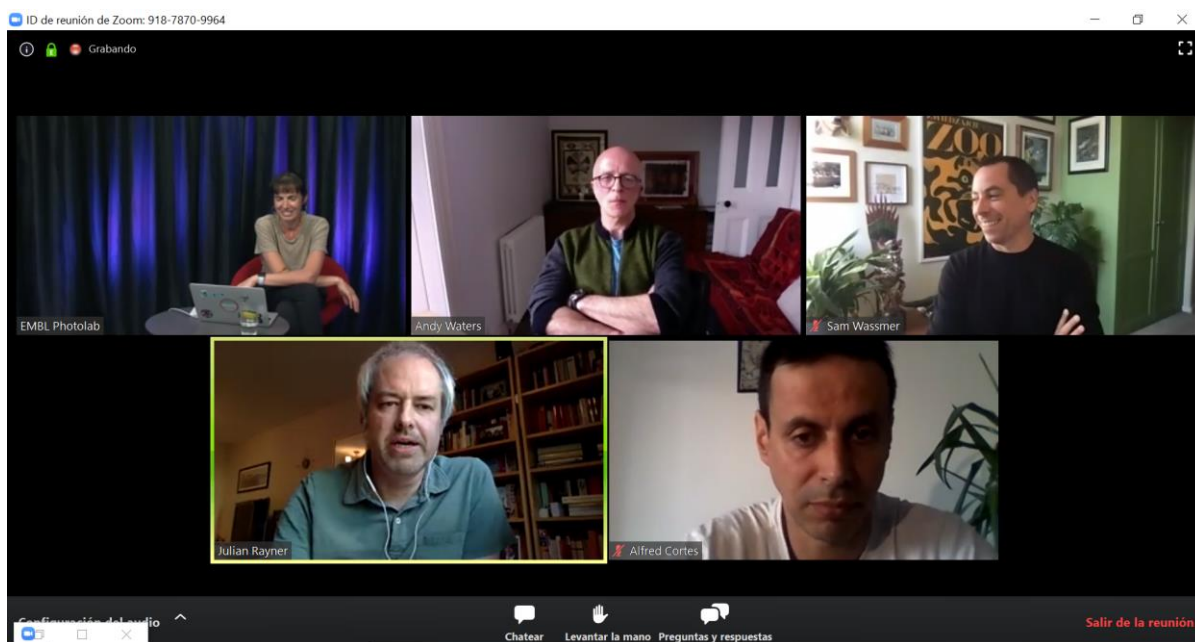 ID de reunión de Zoom: 918-7870-9964
Grabando
ZOO
EMBL Photolab
Andy Waters
Sam Wassmer
Julian Rayner
Alfred Cortes
Configuración del audio
Chatear
Levantar la mano
Preguntas y respuestas
Salir de la reunión